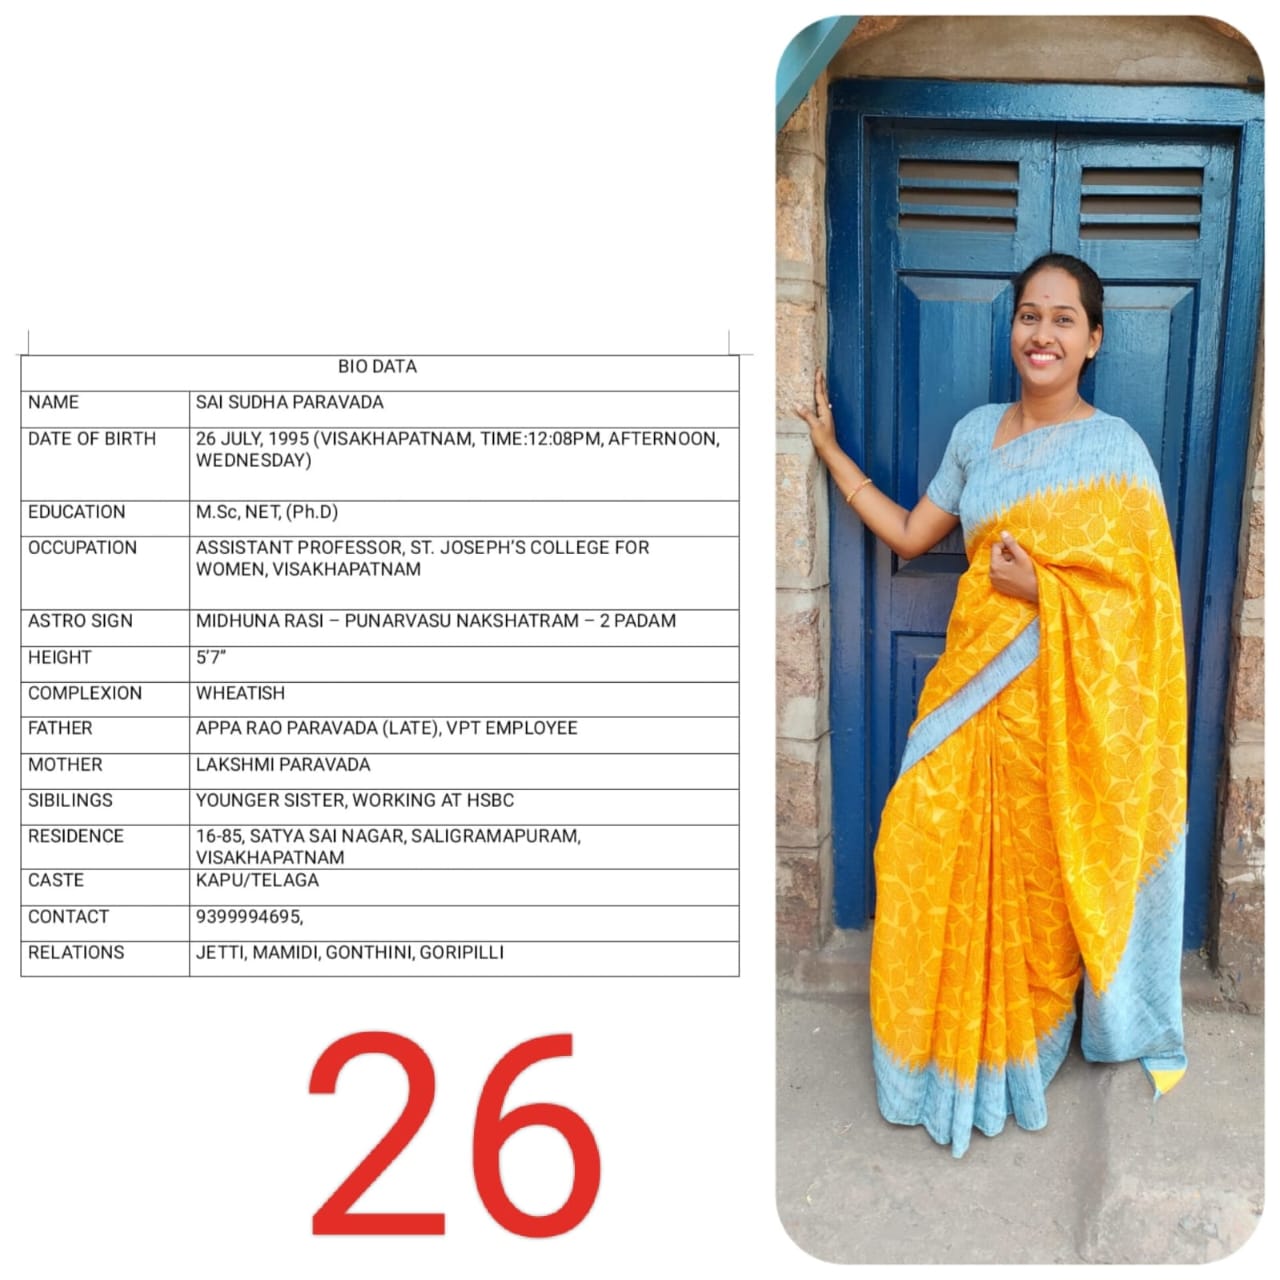 BIO DATA
NAME SAI SUDHA PARAVADA
DATE OF BIRTH 26 JULY, 1995 (VISAKHAPATNAM, TIME:12:08PM, AFTERNOON,
WEDNESDAY)
EDUCATION M.Sc, NET, (Ph.D)
OCCUPATION ASSISTANT PROFESSOR, ST. JOSEPH’S COLLEGE FOR
WOMEN, VISAKHAPATNAM
ASTRO SIGN MIDHUNA RASI – PUNARVASU NAKSHATRAM – 2 PADAM
HEIGHT 5’7”
COMPLEXION WHEATISH
FATHER APPA RAO PARAVADA (LATE), VPT EMPLOYEE
MOTHER LAKSHMI PARAVADA
SIBILINGS YOUNGER SISTER, WORKING AT HSBC
RESIDENCE 16-85, SATYA SAI NAGAR, SALIGRAMAPURAM,
VISAKHAPATNAM
CASTE KAPU/TELAGA
CONTACT 9399994695,
RELATIONS JETTI, MAMIDI, GONTHINI, GORIPILLI
26